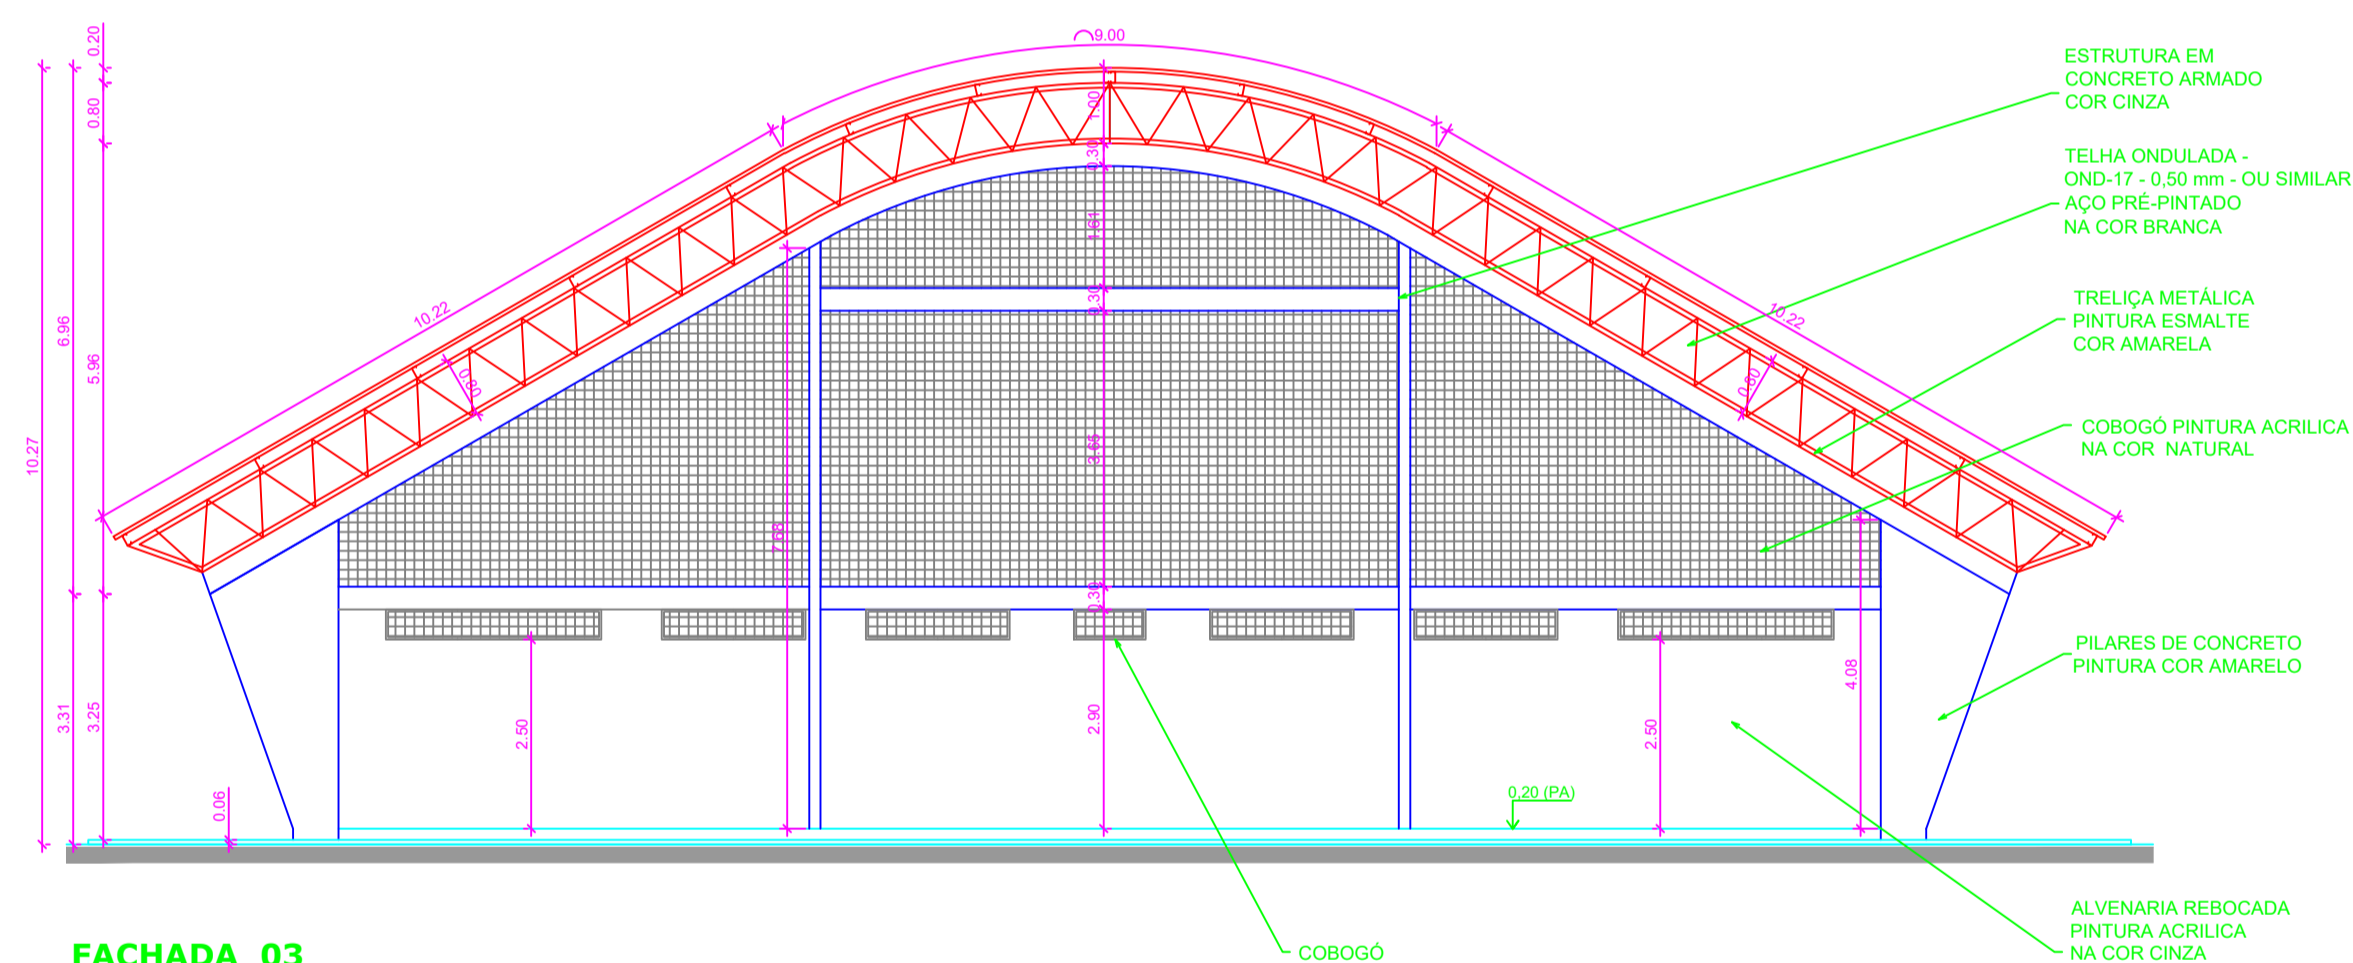 0.20
9.00
ESTRUTURA EM
CONCRETO ARMADO
COR CINZA
0.80
1.00
0.30
TELHA ONDULADA -
OND-17 - 0,50 mm - OU SIMILAR
AÇO PRÉ-PINTADO
NA COR BRANCA
1.61
0.30
10.22
10.22
TRELIÇA METÁLICA
PINTURA ESMALTE
COR AMARELA
6.96
5.96
0.80
0.80
10.27
3.65
COBOGÓ PINTURA ACRILICA
NA COR NATURAL
7.68
0.30
PILARES DE CONCRETO
PINTURA COR AMARELO
4.08
3.31
3.25
2.50
2.90
2.50
0.06
0,20 (PA)
ALVENARIA REBOCADA
PINTURA ACRILICA
NA COR CINZA
COBOGÓ
FACHADA 03